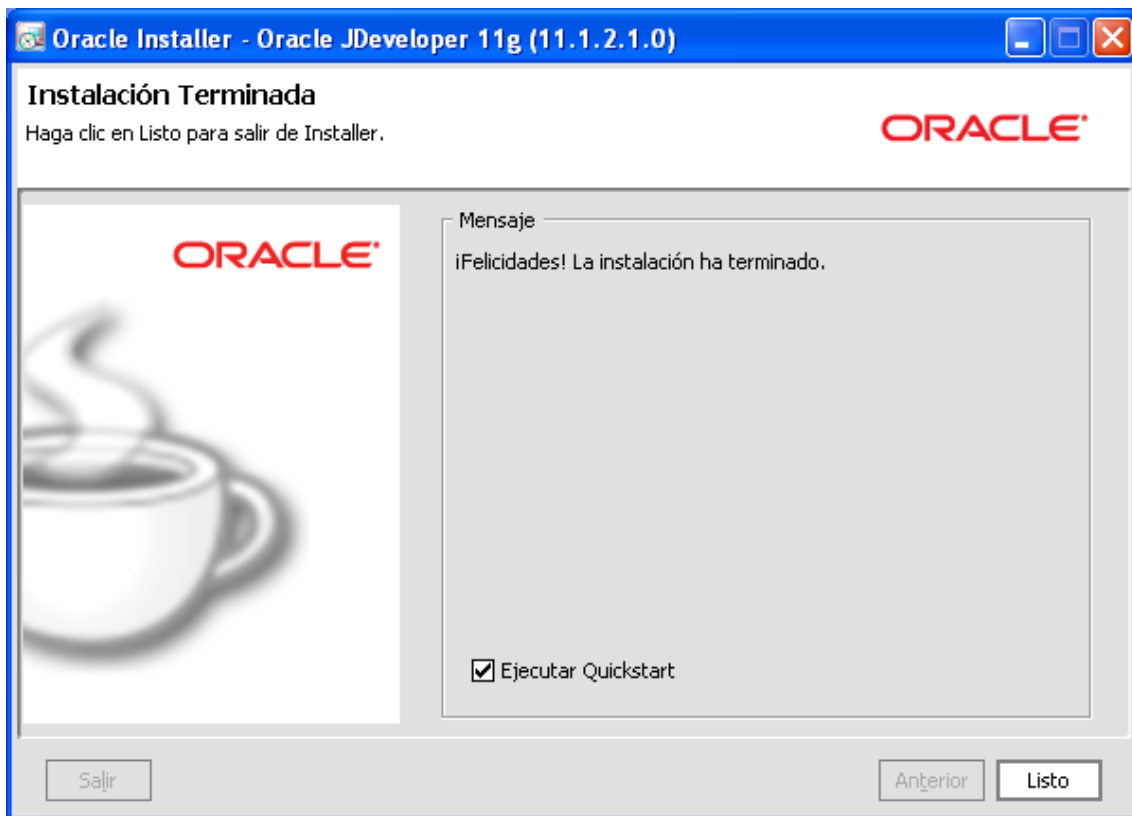 Oracle Installer - Oracle JDeveloper 11g (11.1.2.1.0)
Instalación Terminada
Haga clic en Listo para salir de Installer.
ORACLE
ORACLE
Mensaje
¡Felicidades! La instalación ha terminado.
Ejecutar Quickstart
Salir
Anterior
Listo